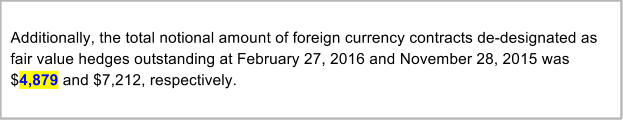 Additionally, the total notional amount of foreign currency contracts de-designated as
fair value hedges outstanding at February 27, 2016 and November 28, 2015 was
$4,879 and $7,212, respectively.